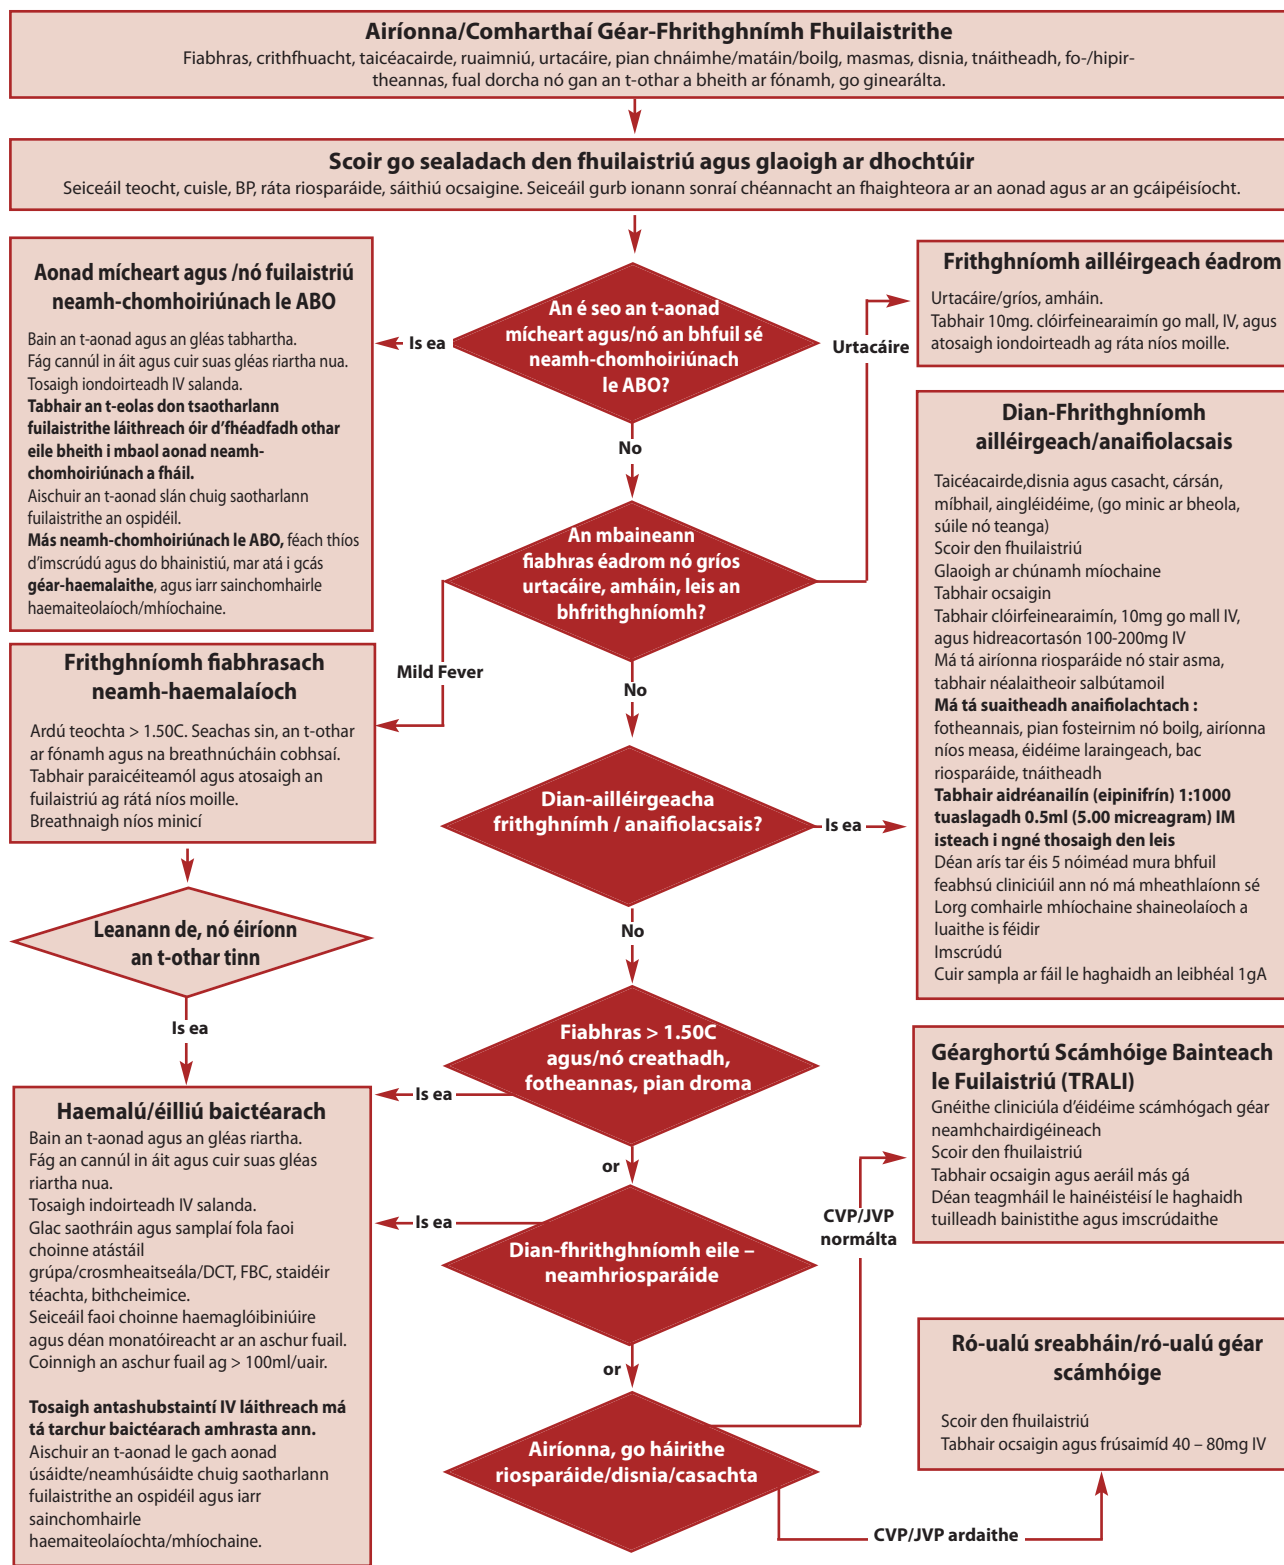 Airíonna/Comharthaí Géar-Fhrithghnímh Fhuilaistrithe
Fiabhras, crithfhuacht, taicéacairde, ruaimniú, urtacáire, pian chnáimhe/matáin/boilg, masmas, disnia, tnáitheadh, fo-/hipir-
theannas, fual dorcha nó gan an t-othar a bheith ar fónamh, go ginearálta.
Scoir go sealadach den fhuilaistriú agus glaoigh ar dhochtúir
Seiceáil teocht, cuisle, BP, ráta riosparáide, sáithiú ocsaigine. Seiceáil gurb ionann sonraí chéannacht an fhaighteora ar an aonad agus ar an gcáipéisíocht.
Aonad mícheart agus /nó fuilaistriú
neamh-chomhoiriúnach le ABO
Bain an t-aonad agus an gléas tabhartha.
Fág cannúl in áit agus cuir suas gléas riartha nua.
Tosaigh iondoirteadh IV salanda.
Tabhair an t-eolas don tsaotharlann
fuilaistrithe láithreach óir d'fhéadfadh othar
eile bheith i mbaol aonad neamh-
chomhoiriúnach a fháil.
Aischuir an t-aonad slán chuig saotharlann
fuilaistrithe an ospidéil.
Más neamh-chomhoiriúnach le ABO, féach thíos
d'imscrúdú agus do bhainistiú, mar atá i gcás
géar-haemalaithe, agus iarr sainchomhairle
haemaiteolaíoch/mhíochaine.
Is ea
An é seo an t-aonad
mícheart agus/nó an bhfuil sé
neamh-chomhoiriúnach
le ABO?
Urtacáire
Frithghníomh ailléirgeach éadrom
Urtacáire/gríos, amháin.
Tabhair 10mg. clóirfeinearaimín go mall, IV, agus
atosaigh iondoirteadh ag ráta níos moille.
No
An mbaineann
fiabhras éadrom nó gríos
urtacáire, amháin, leis an
bhfrithghníomh?
Dian-Fhrithghníomh
ailléirgeach/anaifiolacsais
Taicéacairde,disnia agus casacht, cársán,
míbhail, aingléidéime, (go minic ar bheola,
súile nó teanga)
Scoir den fhuilaistriú
Glaoigh ar chúnamh míochaine
Tabhair ocsaigin
Tabhair clóirfeinearaimín, 10mg go mall IV,
agus hidreacortasón 100-200mg IV
Má tá airíonna riosparáide nó stair asma,
tabhair néalaitheoir salbútamoil
Má tá suaitheadh anaifiolachtach :
fotheannais, pian fosteirnim nó boilg, airíonna
níos measa, éidéime laraingeach, bac
riosparáide, tnáitheadh
Tabhair aidréanailín (eipinifrín) 1:1000
tuaslagadh 0.5ml (5.00 micreagram) IM
isteach i ngné thosaigh den leis
Déan arís tar éis 5 nóiméad mura bhfuil
feabhsú cliniciúil ann nó má mheathlaíonn sé
Lorg comhairle mhíochaine shaineolaíoch a
luaithe is féidir
Imscrúdú
Cuir sampla ar fáil le haghaidh an leibhéal 1gA
Mild Fever
Frithghníomh fiabhrasach
neamh-haemalaíoch
Ardú teochta > 1.50C. Seachas sin, an t-othar
ar fónamh agus na breathnúcháin cobhsaí.
Tabhair paraicéiteamól agus atosaigh an
fuilaistriú ag rátá níos moille.
Breathnaigh níos minicí
No
Dian-ailléirgeacha
frithghnímh / anaifiolacsais?
Is ea
Leanann de, nó éiríonn
an t-othar tinn
No
Is ea
Fiabhras > 1.50C
agus/nó creathadh,
fotheannas, pian droma
Is ea
Géarghortú Scámhóige Bainteach
le Fuilaistriú (TRALI)
Gnéithe cliniciúla d'éidéime scámhógach géar
neamhchairdigéineach
Scoir den fhuilaistriú
Tabhair ocsaigin agus aeráil más gá
Déan teagmháil le hainéistéisí le haghaidh
tuilleadh bainistithe agus imscrúdaithe
Haemalú/éilliú baictéarach
Bain an t-aonad agus an gléas riartha.
Fág an cannúl in áit agus cuir suas gléas
riartha nua.
Tosaigh indoirteadh IV salanda.
Glac saothráin agus samplaí fola faoi
choinne atástáil
grúpa/crosmheaitseála/DCT, FBC, staidéir
téachta, bithcheimice.
Seiceáil faoi choinne haemaglóibiniúire
agus déan monatóireacht ar an aschur fuail.
Coinnigh an aschur fuail ag > 100ml/uair.
Tosaigh antashubstaintí IV láithreach má
tá tarchur baictéarach amhrasta ann.
Aischuir an t-aonad le gach aonad
úsáidte/neamhúsáidte chuig saotharlann
fuilaistrithe an ospidéil agus iarr
sainchomhairle
haemaiteolaíochta/mhíochaine.
or
Is ea
Dian-fhrithghníomh eile –
neamhriosparáide
CVP/JVP
normálta
or
Airíonna, go háirithe
riosparáide/disnia/casachta
Ró-ualú sreabháin/ró-ualú géar
scámhóige
Scoir den fhuilaistriú
Tabhair ocsaigin agus frúsaimíd 40 – 80mg IV
CVP/JVP ardaithe